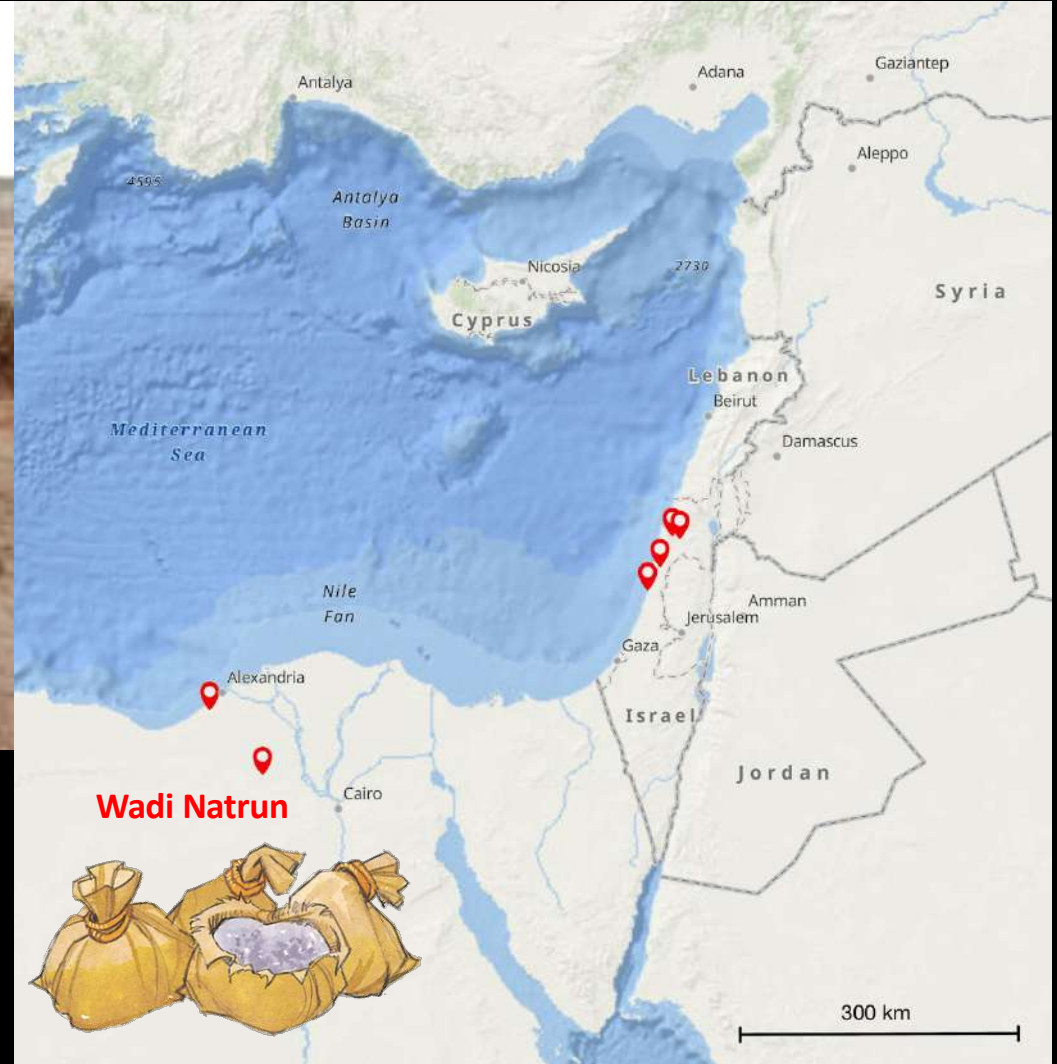 Gaziantep
Adana
Antalya
Aleppo
4595
Antalya
Basin
Nicosia
2730
Syria
Cyprus
Lebanon
Beirut
Mediterranean
Sea
Damascus
Nile
Fan
Amman
Jerusalem
Gaza
Alexandria
Israel
Jordan
Cairo
Wadi Natrun
300 km